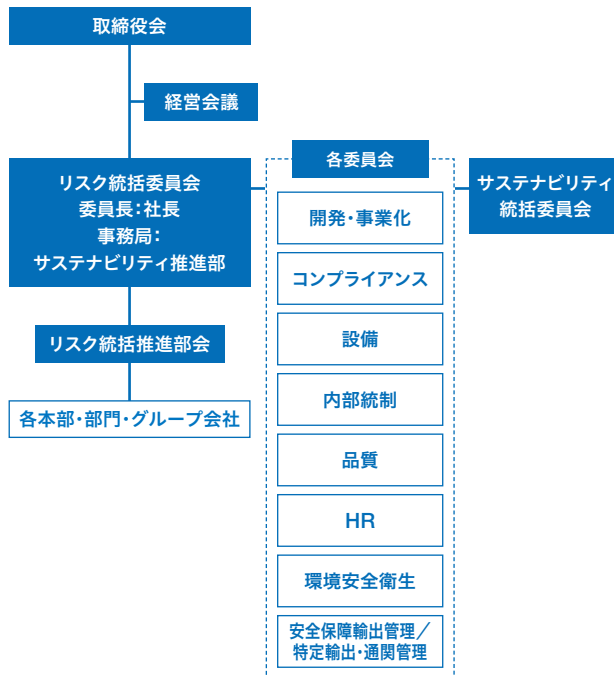 取締役会
経営会議
リスク統括委員会
委員長：社長
事務局：
サステナビリティ推進部
リスク統括推進部会
各本部・部門・グループ会社
各委員会
開発・事業化
コンプライアンス
設備
内部統制
品質
HR
環境安全衛生
安全保障輸出管理／
特定輸出・通関管理
サステナビリティ
統括委員会